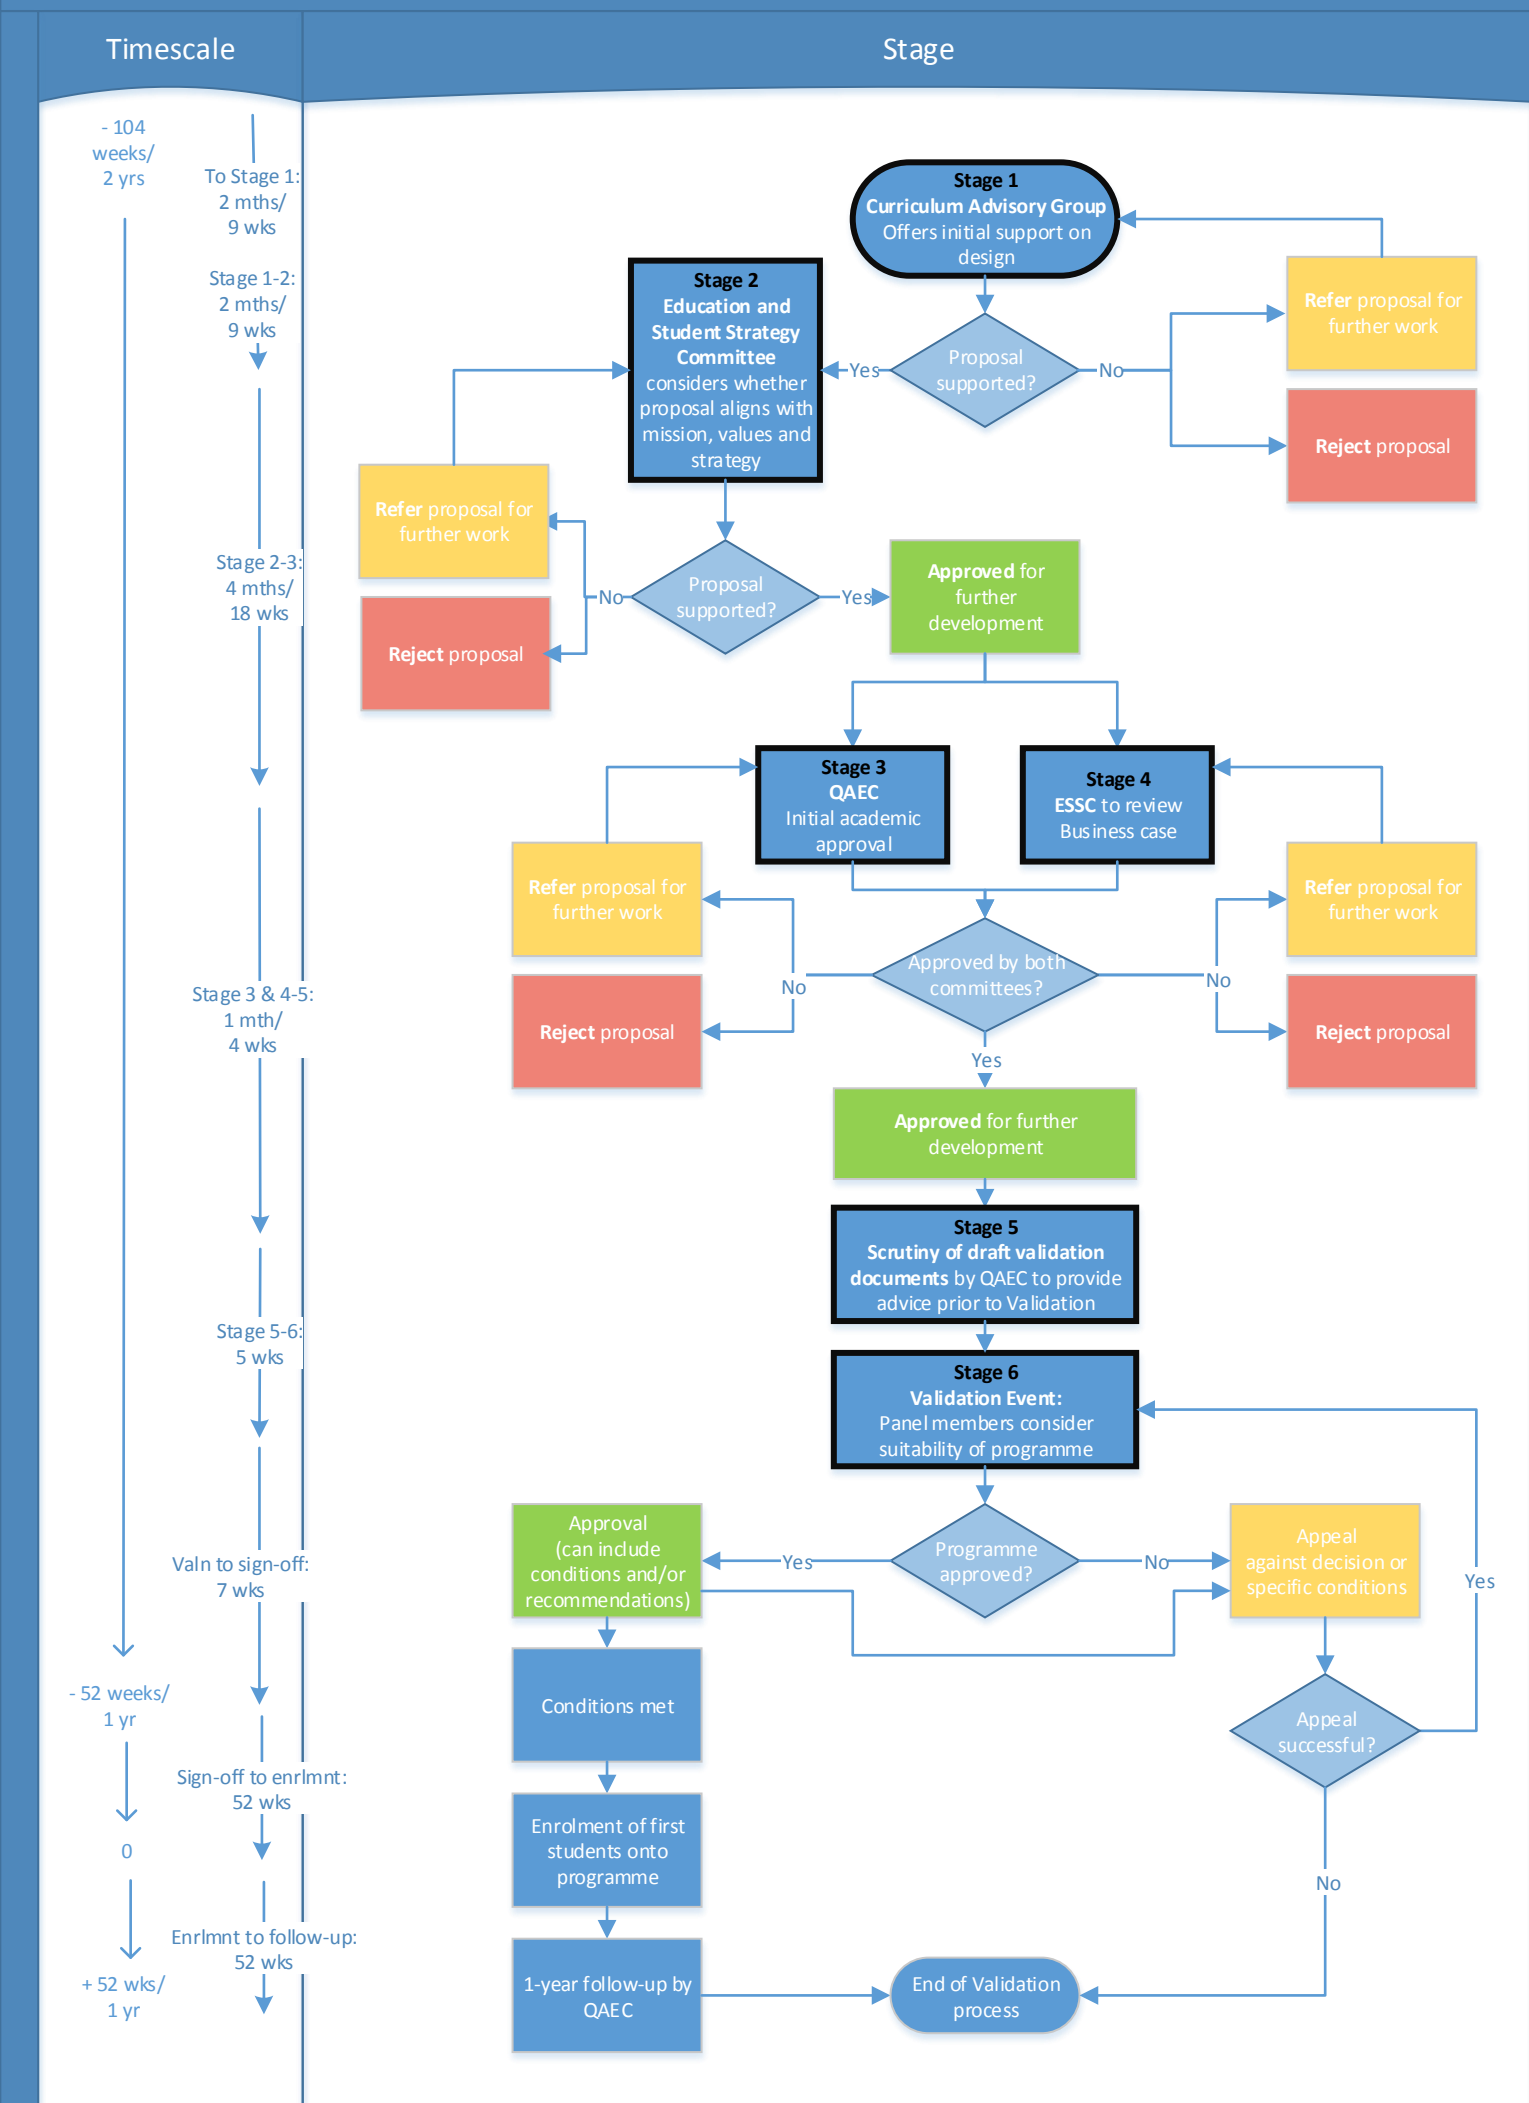 Timescale
Stage
- 104
weeks/
2 yrs
To Stage 1:
2 mths/
9 wks
Stage 1-2:
2 mths/
9 wks
Stage 2-3:
4 mths/
18 wks
Stage 3 & 4-5:
1 mth/
4 wks
Stage 5-6:
5 wks
Valn to sign-off:
7 wks
- 52 weeks/
1 yr
Sign-off to enrlmnt:
52 wks
0
Enrlmnt to follow-up:
52 wks
+ 52 wks/
1 yr
Stage 1
Curriculum Advisory Group
Offers initial support on
design
Proposal
supported?
No
Refer proposal for
further work
Reject proposal
Yes
Stage 2
Education and
Student Strategy
Committee
considers whether
proposal aligns with
mission, values and
strategy
Proposal
supported?
No
Refer proposal for
further work
Reject proposal
Yes
Approved for
further
development
Stage 3
QAEC
Initial academic
approval
Stage 4
ESSC to review
Business case
Approved by both
committees?
No
Refer proposal for
further work
Reject proposal
No
Refer proposal for
further work
Reject proposal
Yes
Approved for further
development
Stage 5
Scrutiny of draft validation
documents by QAEC to provide
advice prior to Validation
Stage 6
Validation Event:
Panel members consider
suitability of programme
Programme
approved?
Yes
Approval
(can include
conditions and/or
recommendations)
No
Appeal
against decision or
specific conditions
Yes
Conditions met
Appeal
successful?
Enrolment of first
students onto
programme
No
1-year follow-up by
QAEC
End of Validation
process